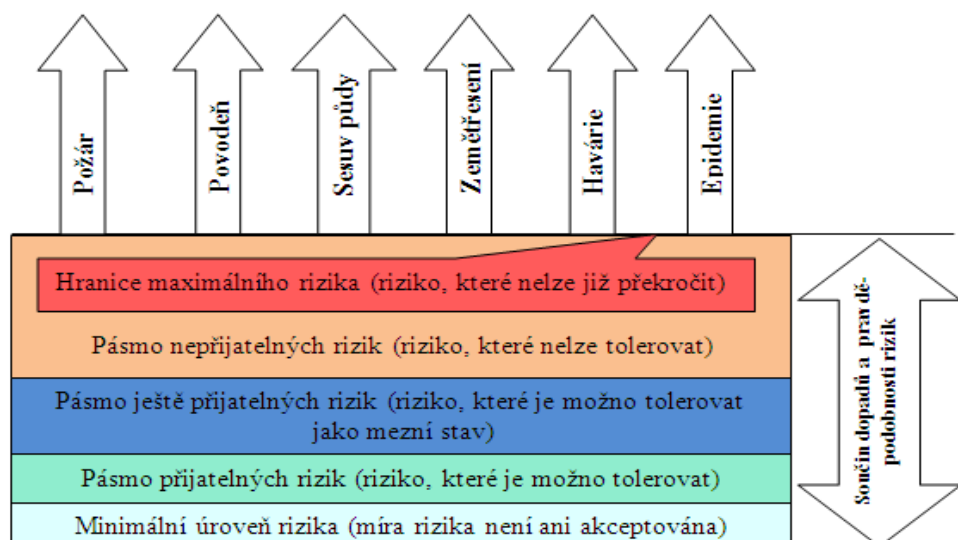 Požár
Povodeň
Sesuv půdy
Zemětřesení
Havárie
Epidemie
Hranice maximálního rizika (riziko, které nelze již překročit)
Pásmo nepřijatelných rizik (riziko, které nelze tolerovat)
Pásmo ještě přijatelných rizik (riziko, které je možno tolerovat
jako mezní stav)
Pásmo přijatelných rizik (riziko, které je možno tolerovat)
Minimální úroveň rizika (míra rizika není ani akceptována)
Součin dopadů a pravdě-
podobnosti rizik